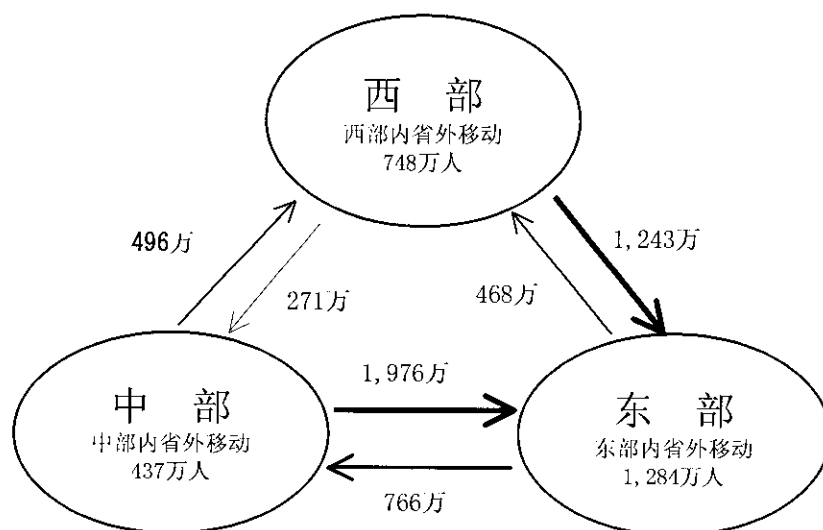 西 部
西部内省外移动
748万人
496万
1,243万
271万
468万
1,976万
中 部
中部内省外移动
437万人
东 部
东部内省外移动
1,284万人
766万